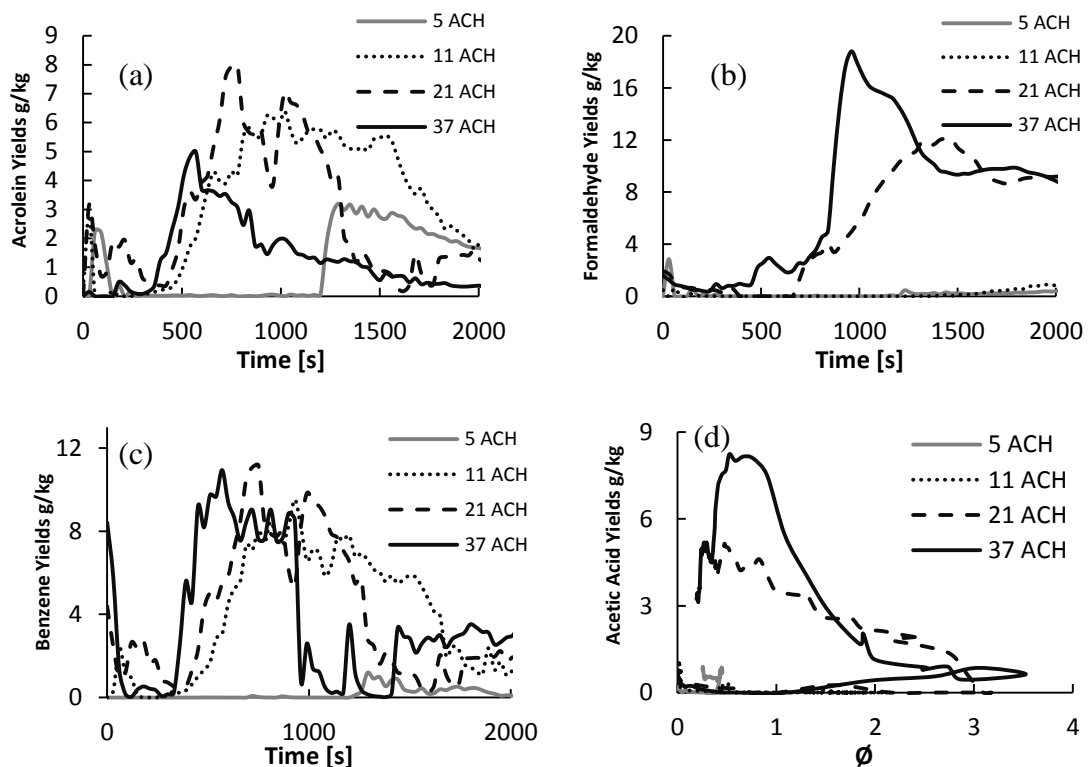 (a)
5 ACH
11 ACH
21 ACH
37 ACH
Acrolein Yields g/kg
9
8
7
6
5
4
3
2
1
0
0 500 1000 1500 2000
Time [s]
(b)
5 ACH
11 ACH
21 ACH
37 ACH
Formaldehyde Yields g/kg
20
16
12
8
4
0
0 500 1000 1500 2000
Time [s]
(c)
5 ACH
11 ACH
21 ACH
37 ACH
Benzene Yields g/kg
12
8
4
0
0 1000 2000
Time [s]
(d)
5 ACH
11 ACH
21 ACH
37 ACH
Acetic Acid Yields g/kg
9
6
3
0
0 1 2 3 4
Ø